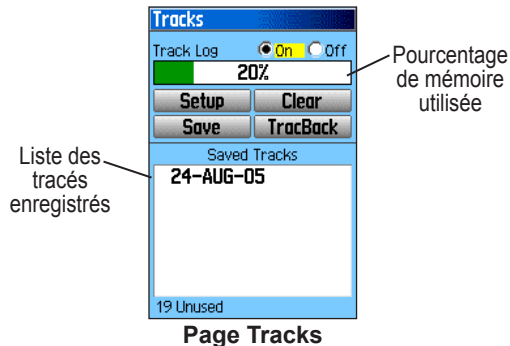 Tracks
Track Log On Off
20%
Setup Clear
Save TracBack
Saved Tracks
24-AUG-05
19 Unused
Pourcentage
de mémoire
utilisée
Liste des
tracés
enregistrés
Page Tracks